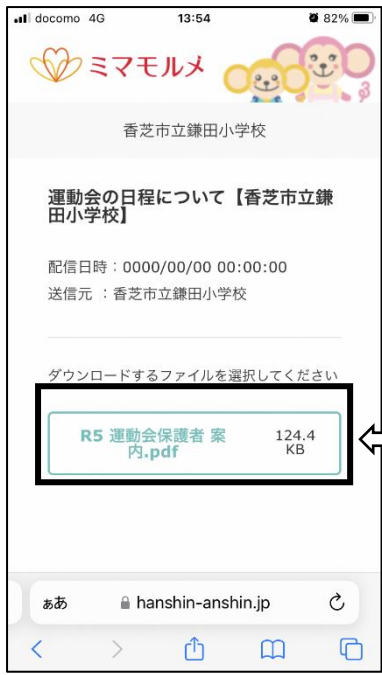 docomo 4G 13:54 82%
ミマモルメ
香芝市立鎌田小学校
運動会の日程について【香芝市立鎌
田小学校】
配信日時：0000/00/00 00:00:00
送信元 ：香芝市立鎌田小学校
ダウンロードするファイルを選択してください
R5 運動会保護者 案 124.4
内.pdf KB
ぁあ hanshin-anshin.jp